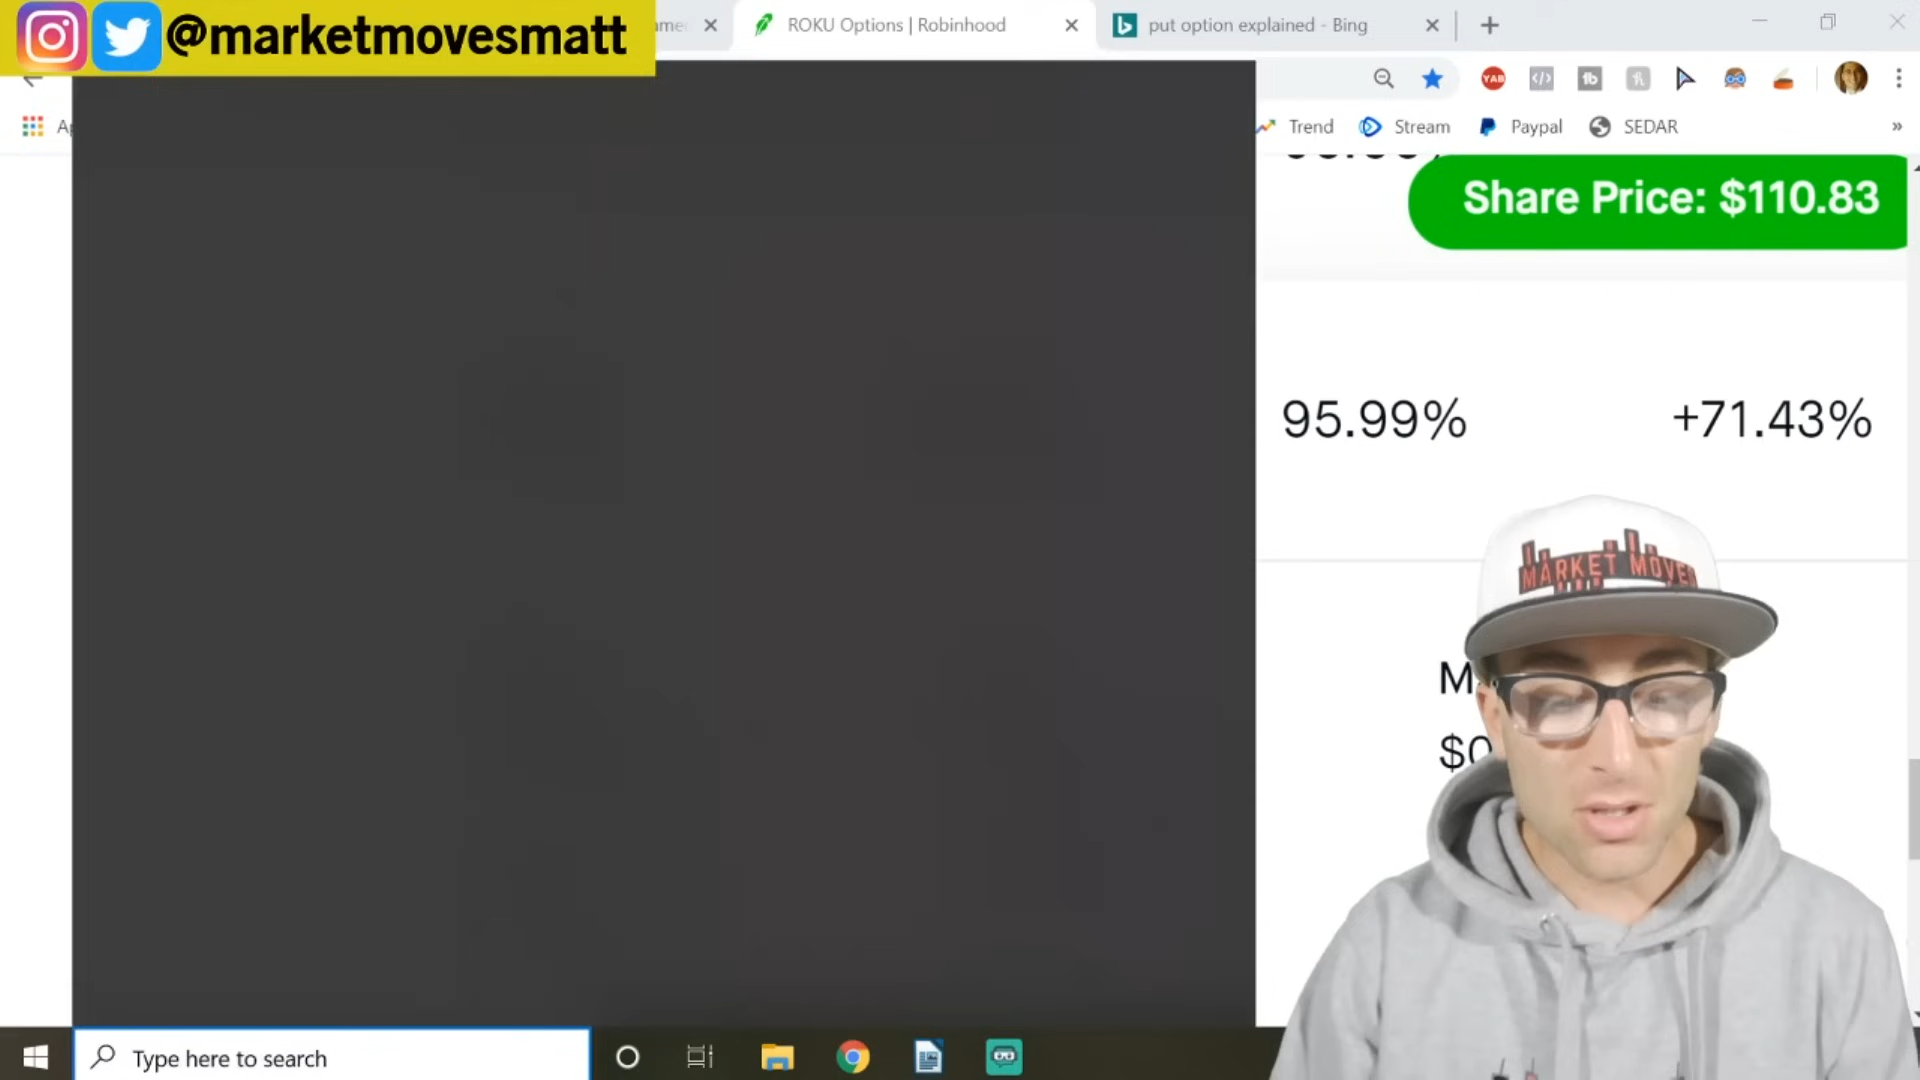 @marketmovesmatt
ROKU Options | Robinhood
put option explained - Bing
YAB
Trend
Stream
Paypal
SEDAR
Share Price: $110.83
95.99%
+71.43%
MARKET MOVES
Type here to search